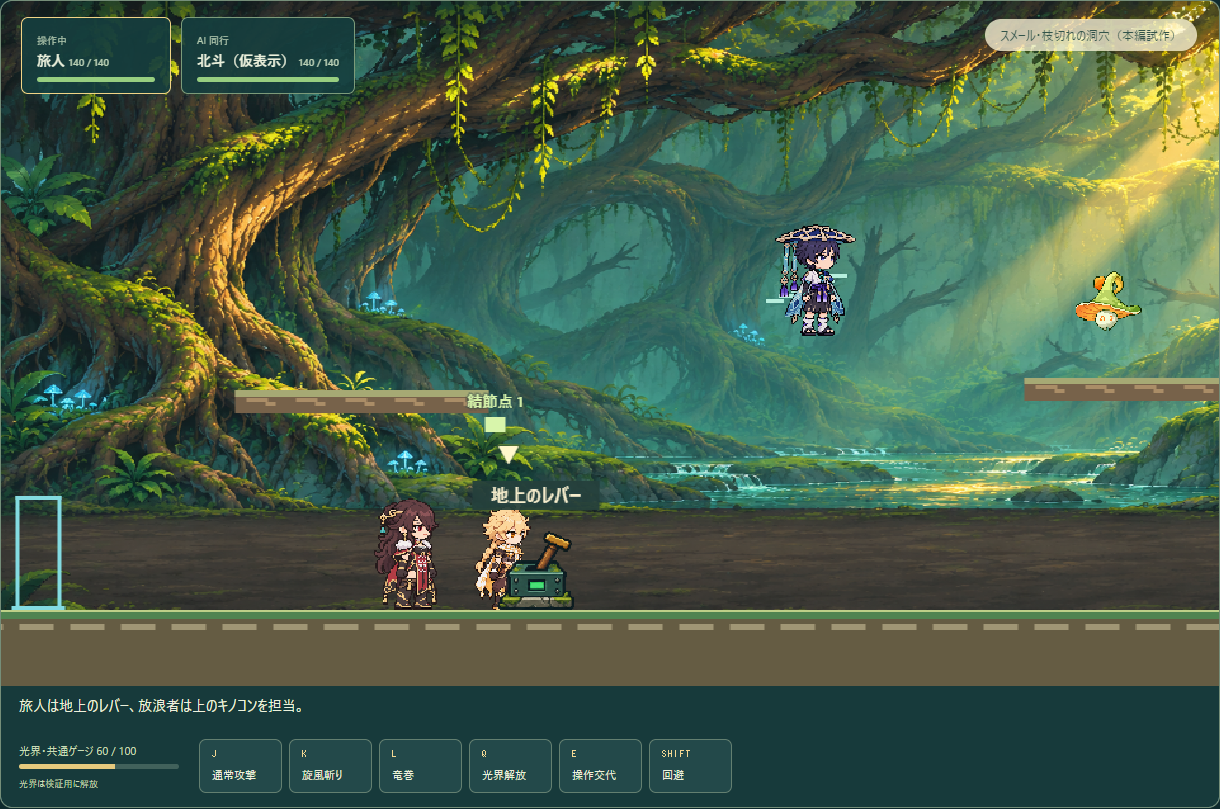 操作中
旅人 140 / 140
AI 同行
北斗（仮表示） 140 / 140
スメール・枝切れの洞穴（本編試作）
結節点 1
地上のレバー
旅人は地上のレバー、放浪者は上のキノコンを担当。
光界・共通ゲージ 60 / 100
光界は検証用に解放
J
通常攻撃
K
旋風斬り
L
竜巻
Q
光界解放
E
操作交代
SHIFT
回避